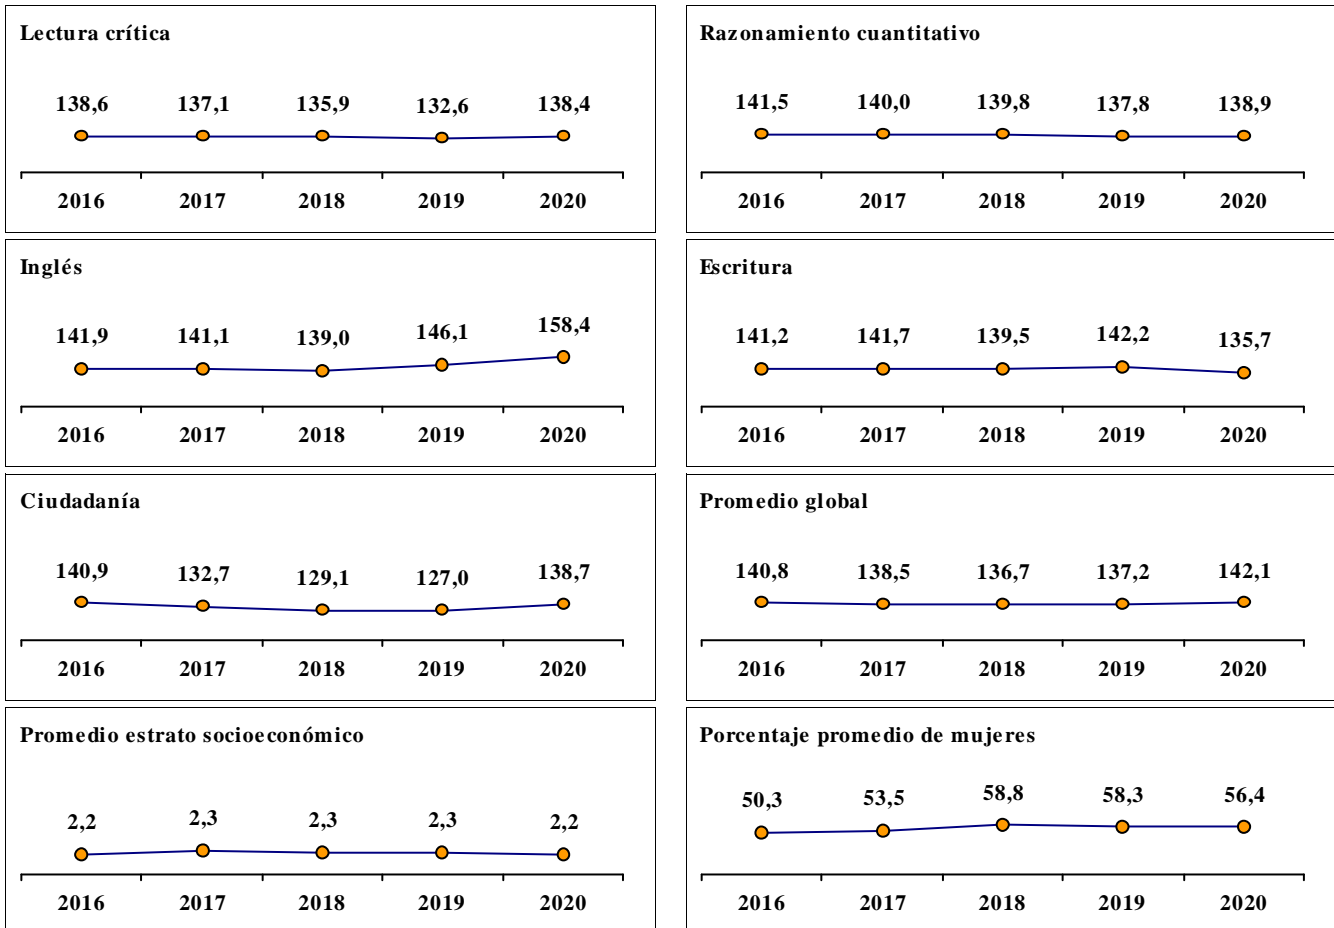 Lectura crítica
138,6 137,1 135,9 132,6 138,4
2016 2017 2018 2019 2020
Razonamiento cuantitativo
141,5 140,0 139,8 137,8 138,9
2016 2017 2018 2019 2020
Inglés
141,9 141,1 139,0 146,1 158,4
2016 2017 2018 2019 2020
Escritura
141,2 141,7 139,5 142,2 135,7
2016 2017 2018 2019 2020
Ciudadanía
140,9 132,7 129,1 127,0 138,7
2016 2017 2018 2019 2020
Promedio global
140,8 138,5 136,7 137,2 142,1
2016 2017 2018 2019 2020
Promedio estrato socioeconómico
2,2 2,3 2,3 2,3 2,2
2016 2017 2018 2019 2020
Porcentaje promedio de mujeres
50,3 53,5 58,8 58,3 56,4
2016 2017 2018 2019 2020